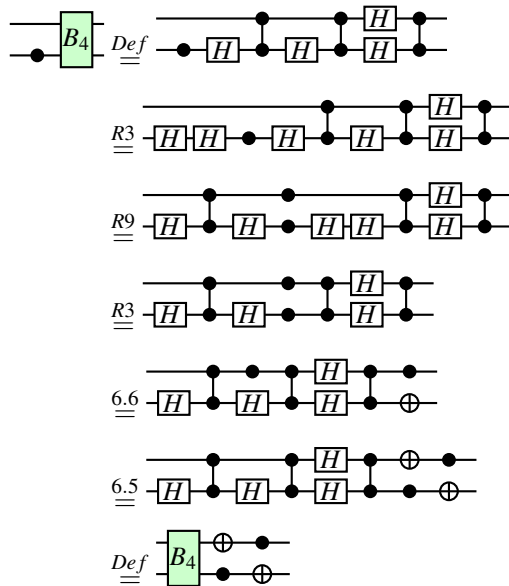 H
B₄ Def = H H H
H
R3 = H H H H H
H
R9 = H H H H H
H
R3 = H H H
H
6.6 = H H H
H
6.5 = H H H
Def = B₄